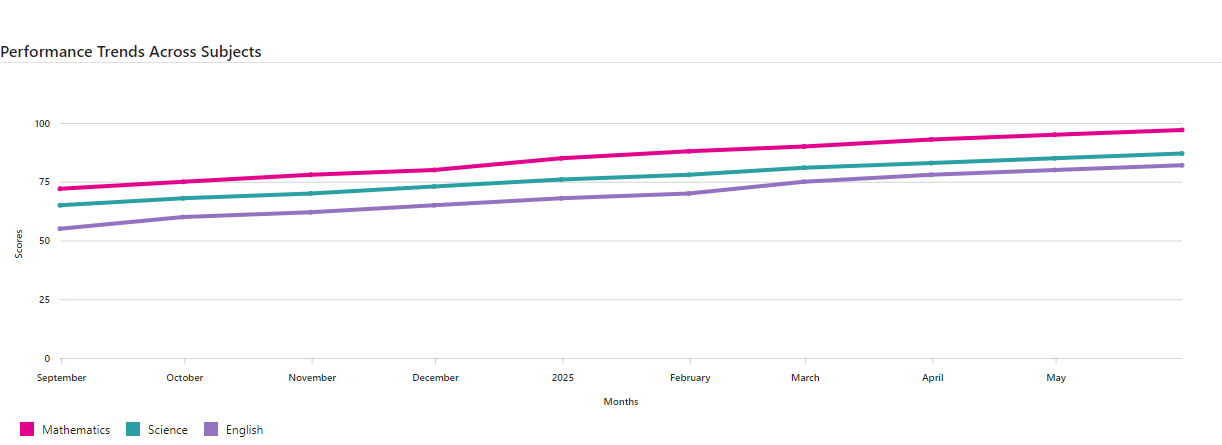 Performance Trends Across Subjects
100
75
50
25
0
Scores
September October November December 2025 February March April May
Months
Mathematics Science English